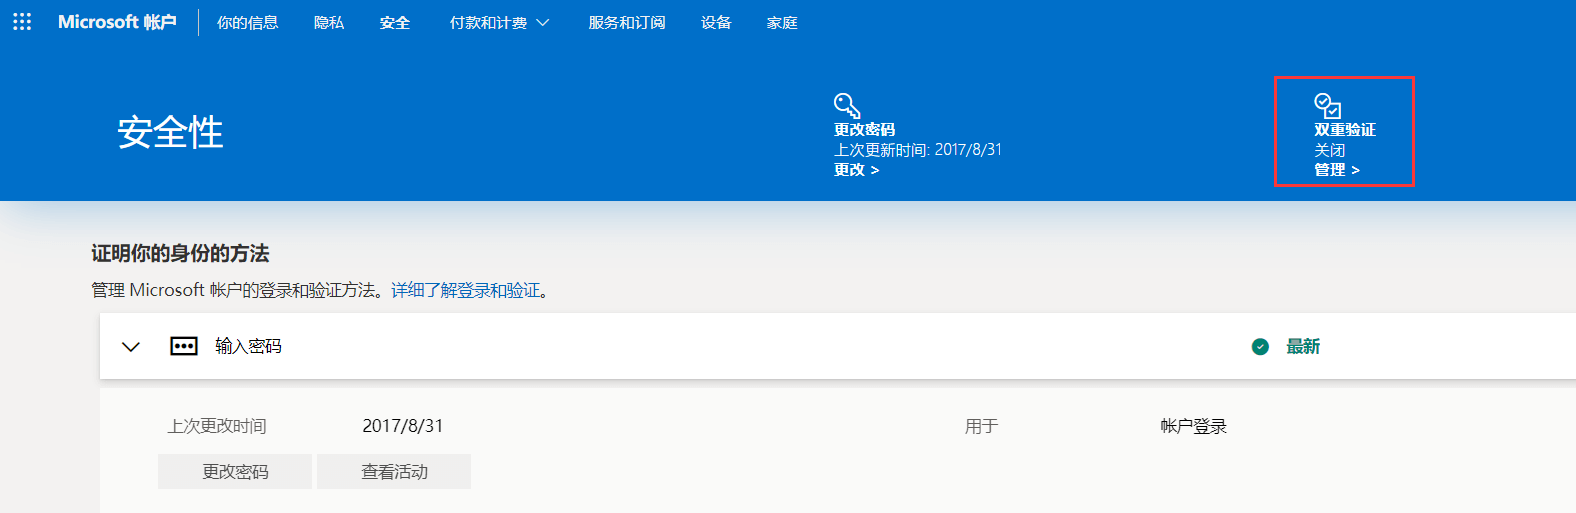 Microsoft 帐户 你的信息 隐私 安全 付款和计费 服务和订阅 设备 家庭
安全性
更改密码
上次更新时间: 2017/8/31
更改 >
双重验证
关闭
管理 >
证明你的身份的方法
管理 Microsoft 帐户的登录和验证方法。详细了解登录和验证。
输入密码 最新
上次更改时间 2017/8/31 用于 帐户登录
更改密码 查看活动